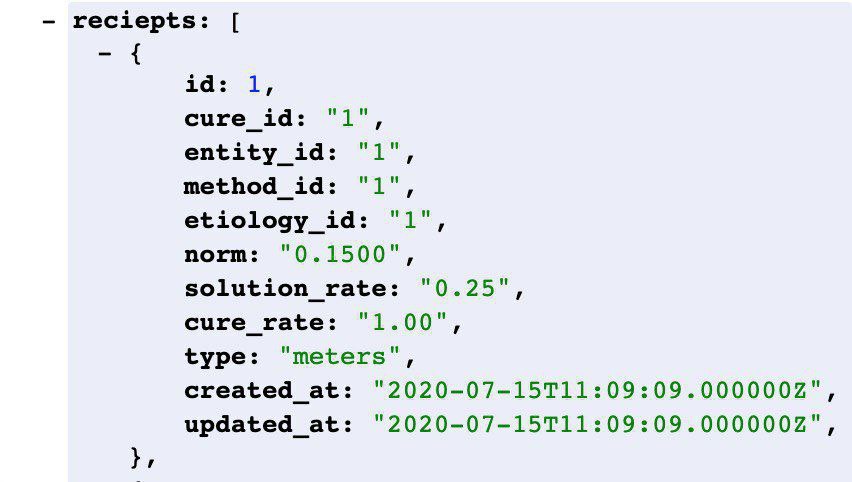 - reciepts: [
- {
id: 1,
cure_id: "1",
entity_id: "1",
method_id: "1",
etiology_id: "1",
norm: "0.1500",
solution_rate: "0.25",
cure_rate: "1.00",
type: "meters",
created_at: "2020-07-15T11:09:09.000000Z",
updated_at: "2020-07-15T11:09:09.000000Z",
},